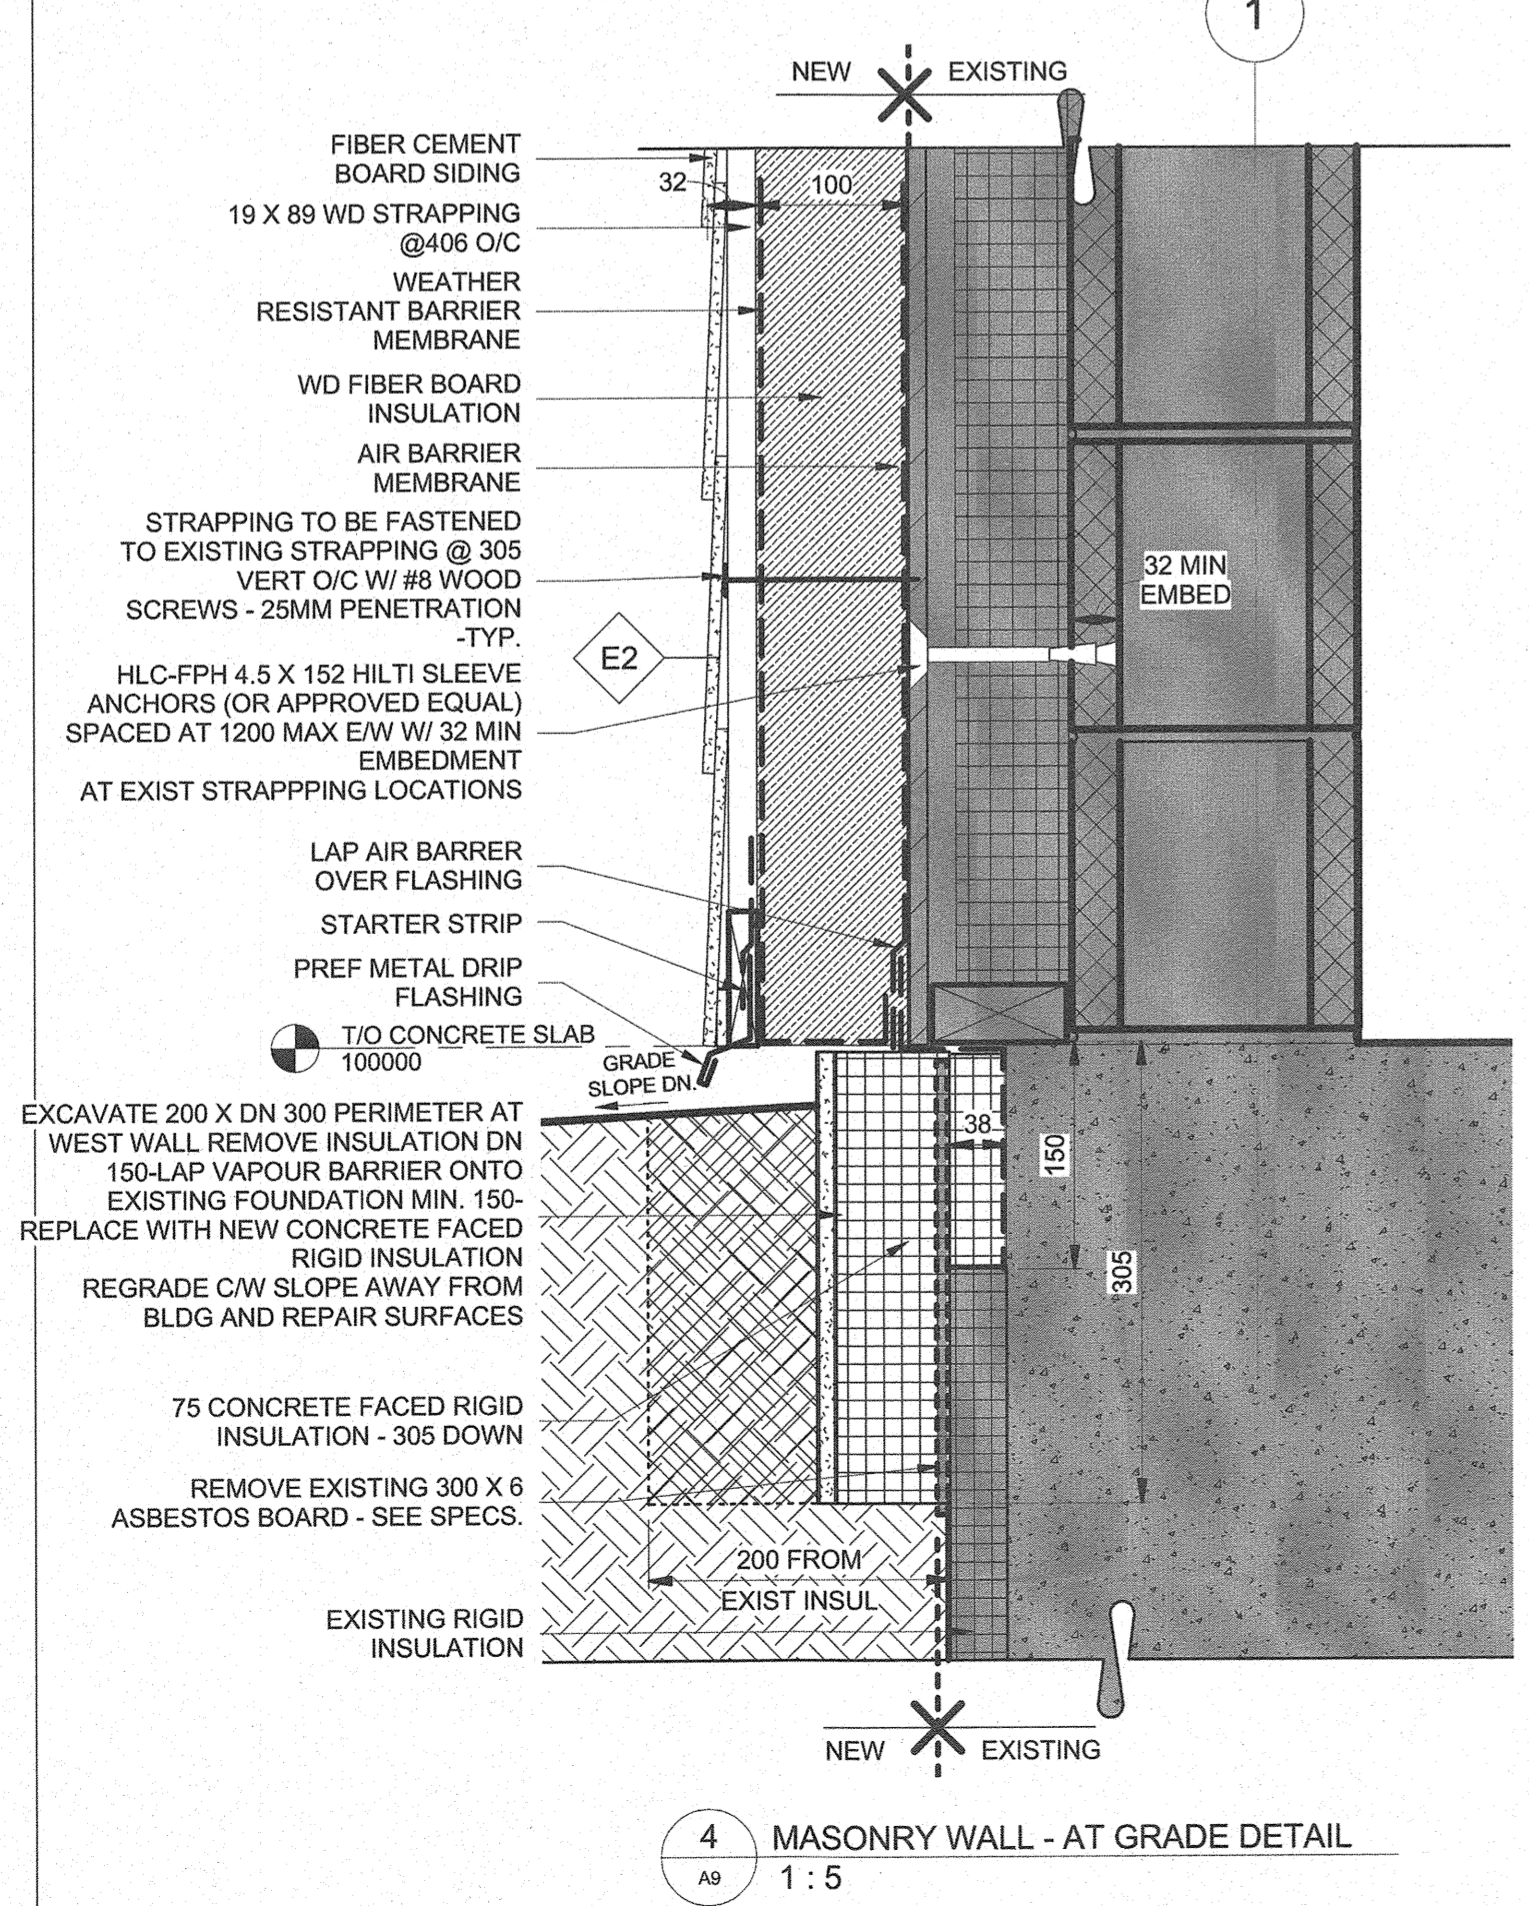 1
NEW
EXISTING
FIBER CEMENT
BOARD SIDING
19 X 89 WD STRAPPING
@406 O/C
WEATHER
RESISTANT BARRIER
MEMBRANE
WD FIBER BOARD
INSULATION
AIR BARRIER
MEMBRANE
STRAPPING TO BE FASTENED
TO EXISTING STRAPPING @ 305
VERT O/C W/ #8 WOOD
SCREWS - 25MM PENETRATION
-TYP.
HLC-FPH 4.5 X 152 HILTI SLEEVE
ANCHORS (OR APPROVED EQUAL)
SPACED AT 1200 MAX E/W W/ 32 MIN
EMBEDMENT
AT EXIST STRAPPPING LOCATIONS
LAP AIR BARRER
OVER FLASHING
STARTER STRIP
PREF METAL DRIP
FLASHING
T/O CONCRETE SLAB
100000
EXCAVATE 200 X DN 300 PERIMETER AT
WEST WALL REMOVE INSULATION DN
150-LAP VAPOUR BARRIER ONTO
EXISTING FOUNDATION MIN. 150-
REPLACE WITH NEW CONCRETE FACED
RIGID INSULATION
REGRADE C/W SLOPE AWAY FROM
BLDG AND REPAIR SURFACES
75 CONCRETE FACED RIGID
INSULATION - 305 DOWN
REMOVE EXISTING 300 X 6
ASBESTOS BOARD - SEE SPECS.
EXISTING RIGID
INSULATION
32
100
32 MIN
EMBED
E2
GRADE
SLOPE DN.
38
150
305
200 FROM
EXIST INSUL
NEW
EXISTING
4
A9
MASONRY WALL - AT GRADE DETAIL
1 : 5